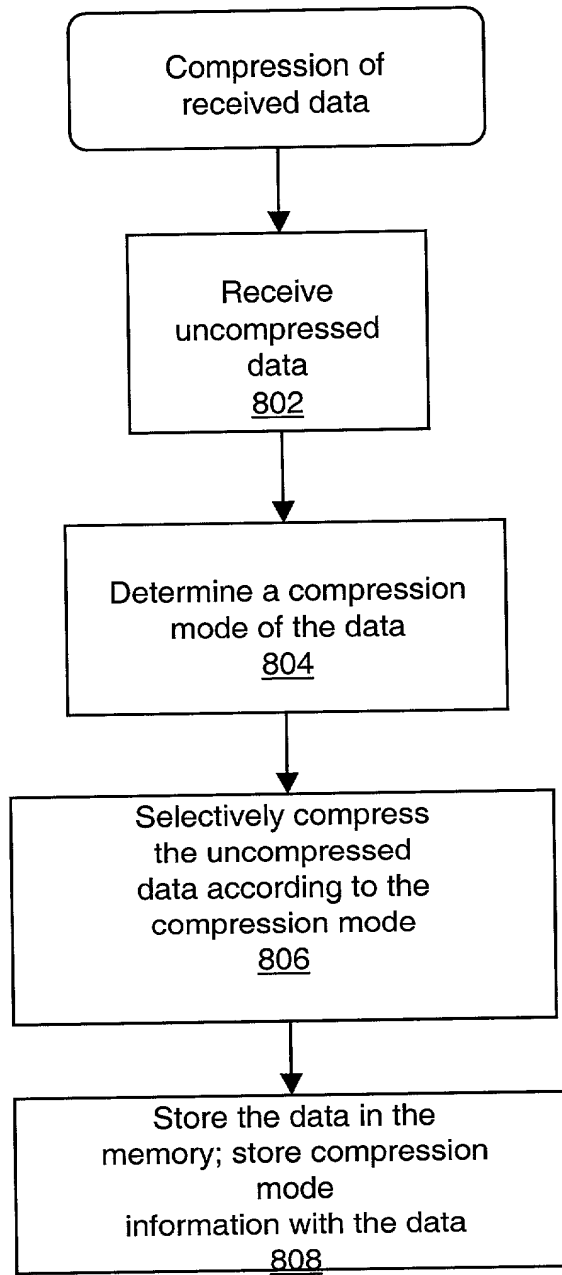 Compression of
received data
Receive
uncompressed
data
802
Determine a compression
mode of the data
804
Selectively compress
the uncompressed
data according to the
compression mode
806
Store the data in the
memory; store compression
mode
information with the data
808